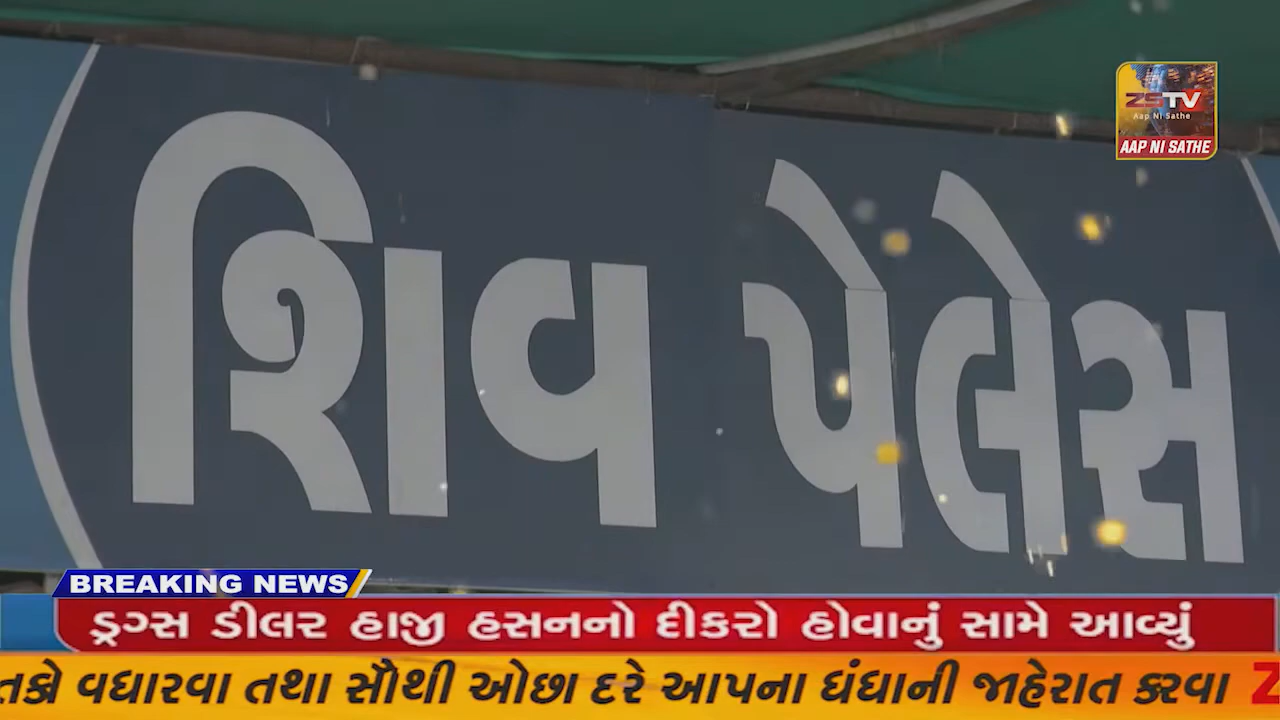 ZSTV
Aap Ni Sathe
AAP NI SATHE
શિવ પેલેસ
BREAKING NEWS
ડ્રગ્સ ડીલર હાજી હસનનો દીકરો હોવાનું સામે આવ્યું
વધારવા તથા સૌથી ઓછા દરે આપના ધંધાની જાહેરાત કરવા